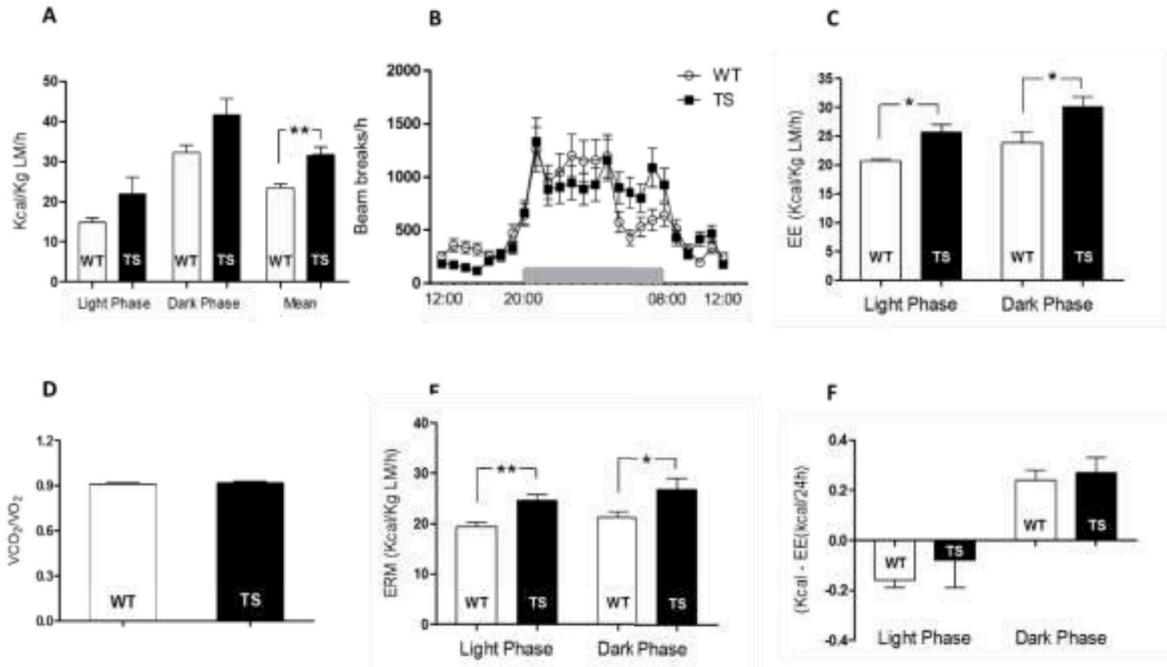 A
Kcal/Kg LM/h
50
40
30
20
10
0
WT
TS
WT
TS
**
WT
TS
Light Phase
Dark Phase
Mean
B
Beam breaks/h
2000
1500
1000
500
0
WT
TS
12:00
20:00
08:00
12:00
C
EE (Kcal/Kg LM/h)
35
30
25
20
15
10
5
0
*
*
WT
TS
WT
TS
Light Phase
Dark Phase
D
VCO2/VO2
1.2
0.9
0.6
0.3
0.0
WT
TS
ERM (Kcal/Kg LM/h)
40
30
20
10
0
**
*
WT
TS
WT
TS
Light Phase
Dark Phase
F
(Kcal - EE(kcal/24h)
0.4
0.2
0.0
-0.2
-0.4
WT
TS
WT
TS
Light Phase
Dark Phase